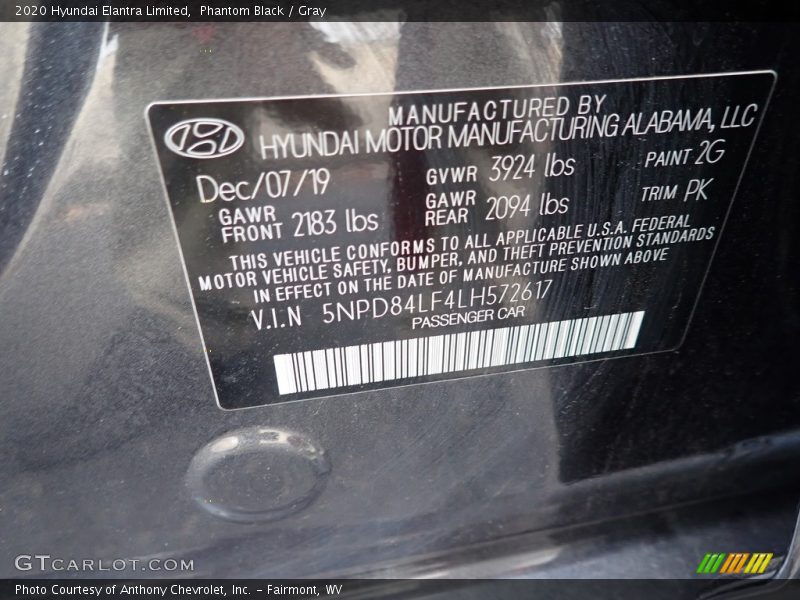 2020 Hyundai Elantra Limited, Phantom Black / Gray
MANUFACTURED BY
HYUNDAI MOTOR MANUFACTURING ALABAMA, LLC
Dec/07/19 GVWR 3924 lbs PAINT 2G
GAWR FRONT 2183 lbs GAWR REAR 2094 lbs TRIM PK
THIS VEHICLE CONFORMS TO ALL APPLICABLE U.S.A. FEDERAL
MOTOR VEHICLE SAFETY, BUMPER, AND THEFT PREVENTION STANDARDS
IN EFFECT ON THE DATE OF MANUFACTURE SHOWN ABOVE
V.I.N 5NPD84LF4LH572617
PASSENGER CAR
GTCARLOT.COM
Photo Courtesy of Anthony Chevrolet, Inc. – Fairmont, WV